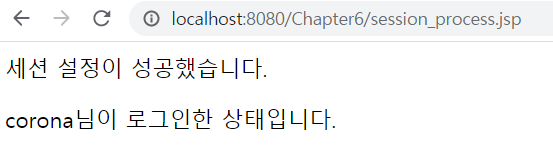 localhost:8080/Chapter6/session_process.jsp
세션 설정이 성공했습니다.
corona님이 로그인한 상태입니다.